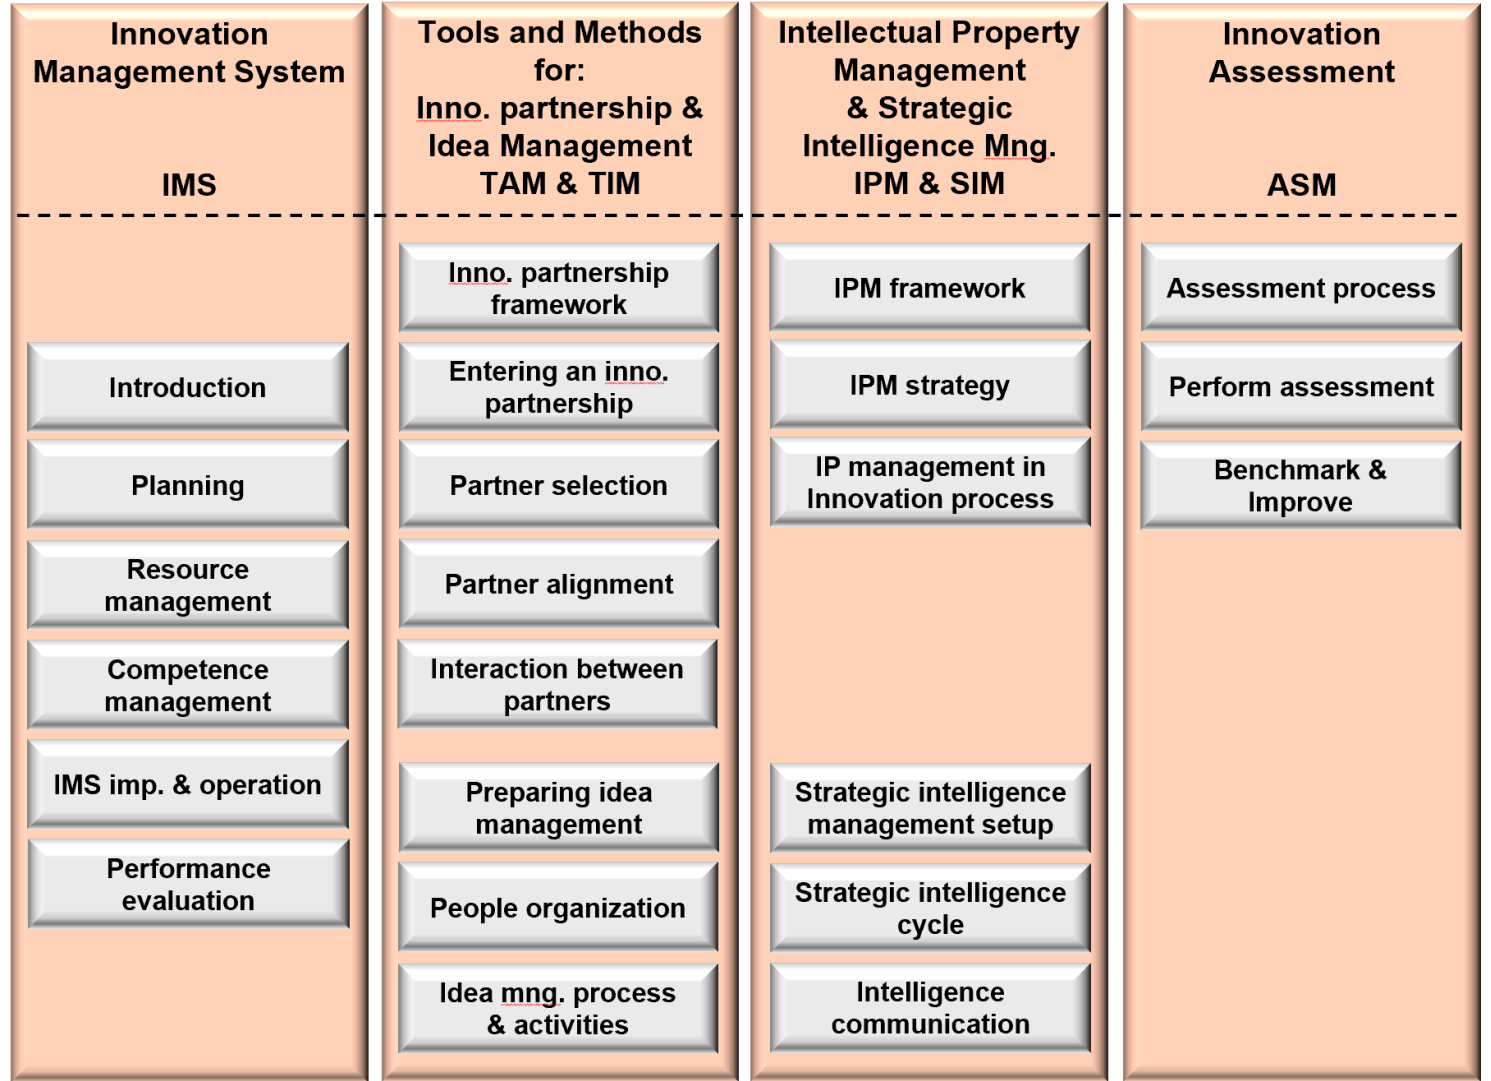 Innovation
Management System
IMS
Introduction
Planning
Resource
management
Competence
management
IMS imp. & operation
Performance
evaluation
Tools and Methods
for:
Inno. partnership &
Idea Management
TAM & TIM
Inno. partnership
framework
Entering an inno.
partnership
Partner selection
Partner alignment
Interaction between
partners
Preparing idea
management
People organization
Idea mng. process
& activities
Intellectual Property
Management
& Strategic
Intelligence Mng.
IPM & SIM
IPM framework
IPM strategy
IP management in
Innovation process
Strategic intelligence
management setup
Strategic intelligence
cycle
Intelligence
communication
Innovation
Assessment
ASM
Assessment process
Perform assessment
Benchmark &
Improve